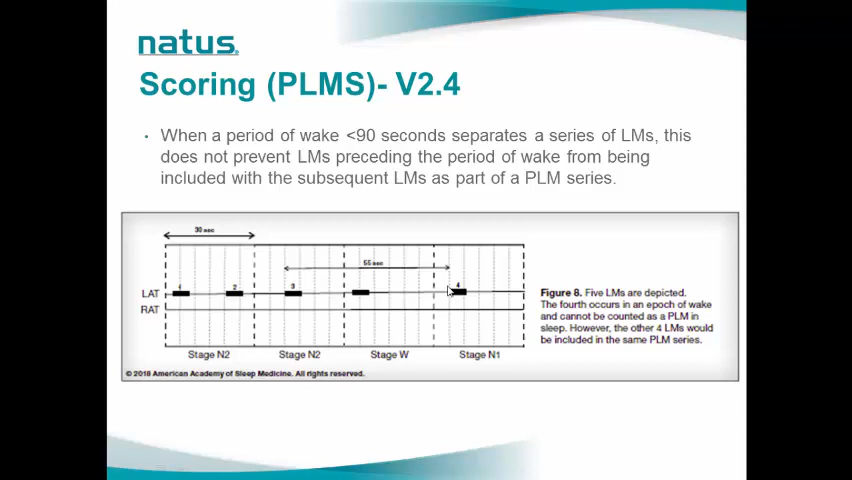 natus
Scoring (PLMS)- V2.4
• When a period of wake <90 seconds separates a series of LMs, this
does not prevent LMs preceding the period of wake from being
included with the subsequent LMs as part of a PLM series.
30 sec
55 sec
1 2 3 4
LAT
RAT
Stage N2 Stage N2 Stage W Stage N1
Figure 8. Five LMs are depicted.
The fourth occurs in an epoch of wake
and cannot be counted as a PLM in
sleep. However, the other 4 LMs would
be included in the same PLM series.
© 2018 American Academy of Sleep Medicine. All rights reserved.